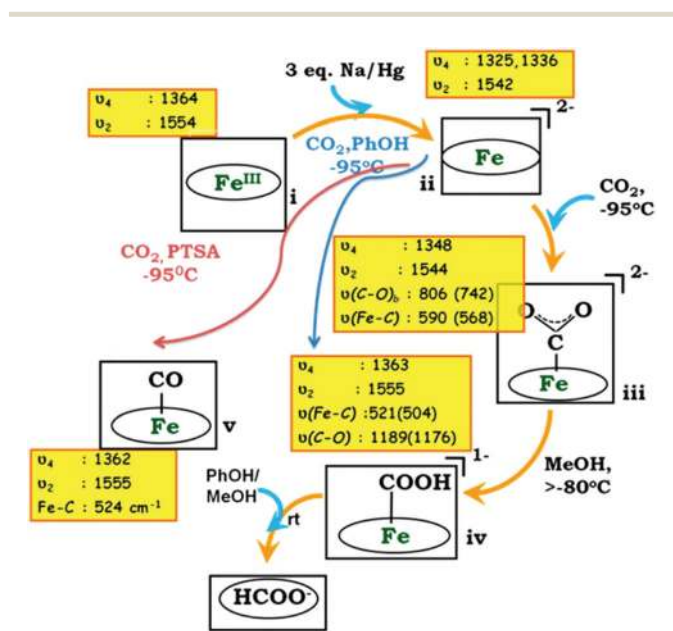 3 eq. Na/Hg
υ₄ : 1325,1336
υ₂ : 1542
υ₄ : 1364
υ₂ : 1554
2-
Feᴵᴵᴵ
i
CO₂,PhOH
-95°C
Fe
ii
CO₂,
-95°C
CO₂, PTSA
-95⁰C
υ₄ : 1348
υ₂ : 1544
υ(C-O)b : 806 (742)
υ(Fe-C) : 590 (568)
2-
O O
C
Fe
iii
CO
Fe
v
υ₄ : 1363
υ₂ : 1555
υ(Fe-C) :521(504)
υ(C-O) : 1189(1176)
υ₄ : 1362
υ₂ : 1555
Fe-C : 524 cm⁻¹
MeOH,
>-80°C
PhOH/
MeOH
rt
1-
COOH
Fe
iv
HCOO⁻